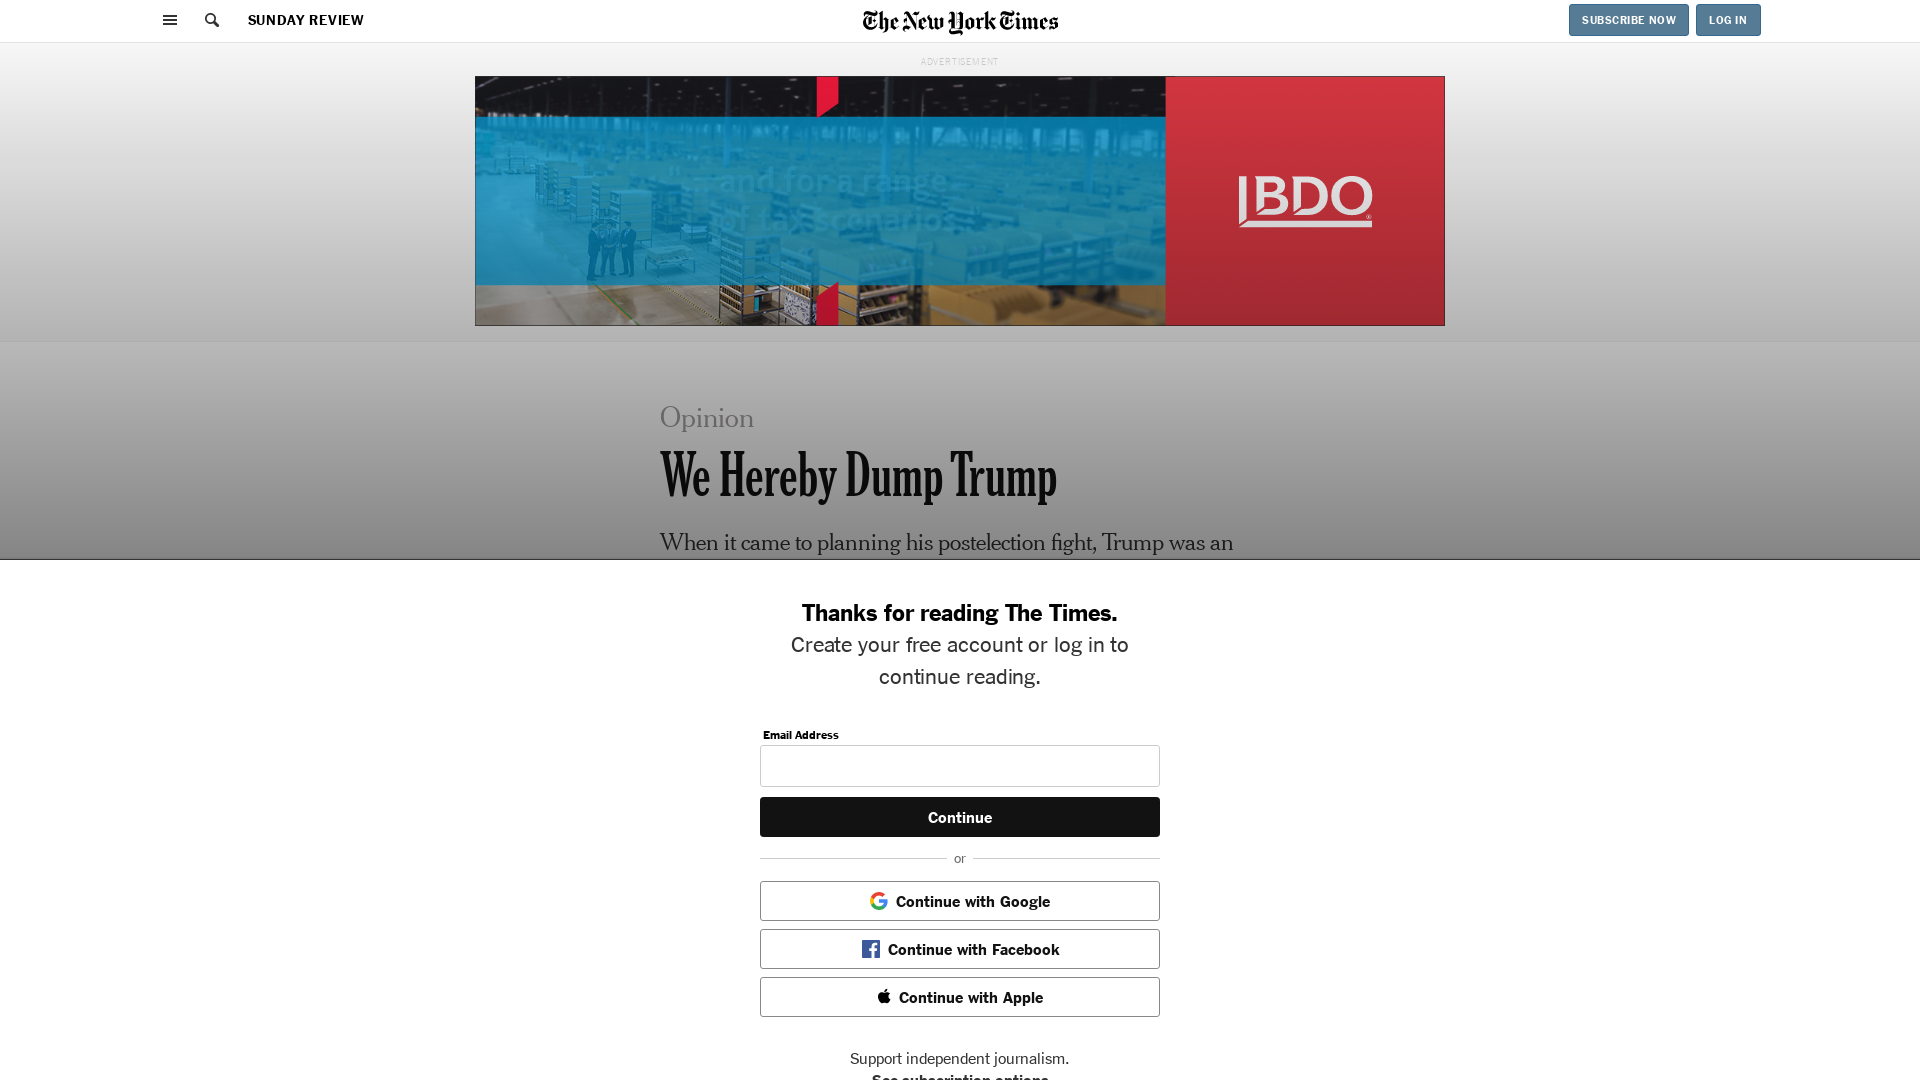 SUNDAY REVIEW
The New York Times
SUBSCRIBE NOW
LOG IN
ADVERTISEMENT
... and for a range
of tax scenarios.
BDO
Opinion
We Hereby Dump Trump
When it came to planning his postelection fight, Trump was an
Thanks for reading The Times.
Create your free account or log in to
continue reading.
Email Address
Continue
or
Continue with Google
Continue with Facebook
Continue with Apple
Support independent journalism.
See subscription options.